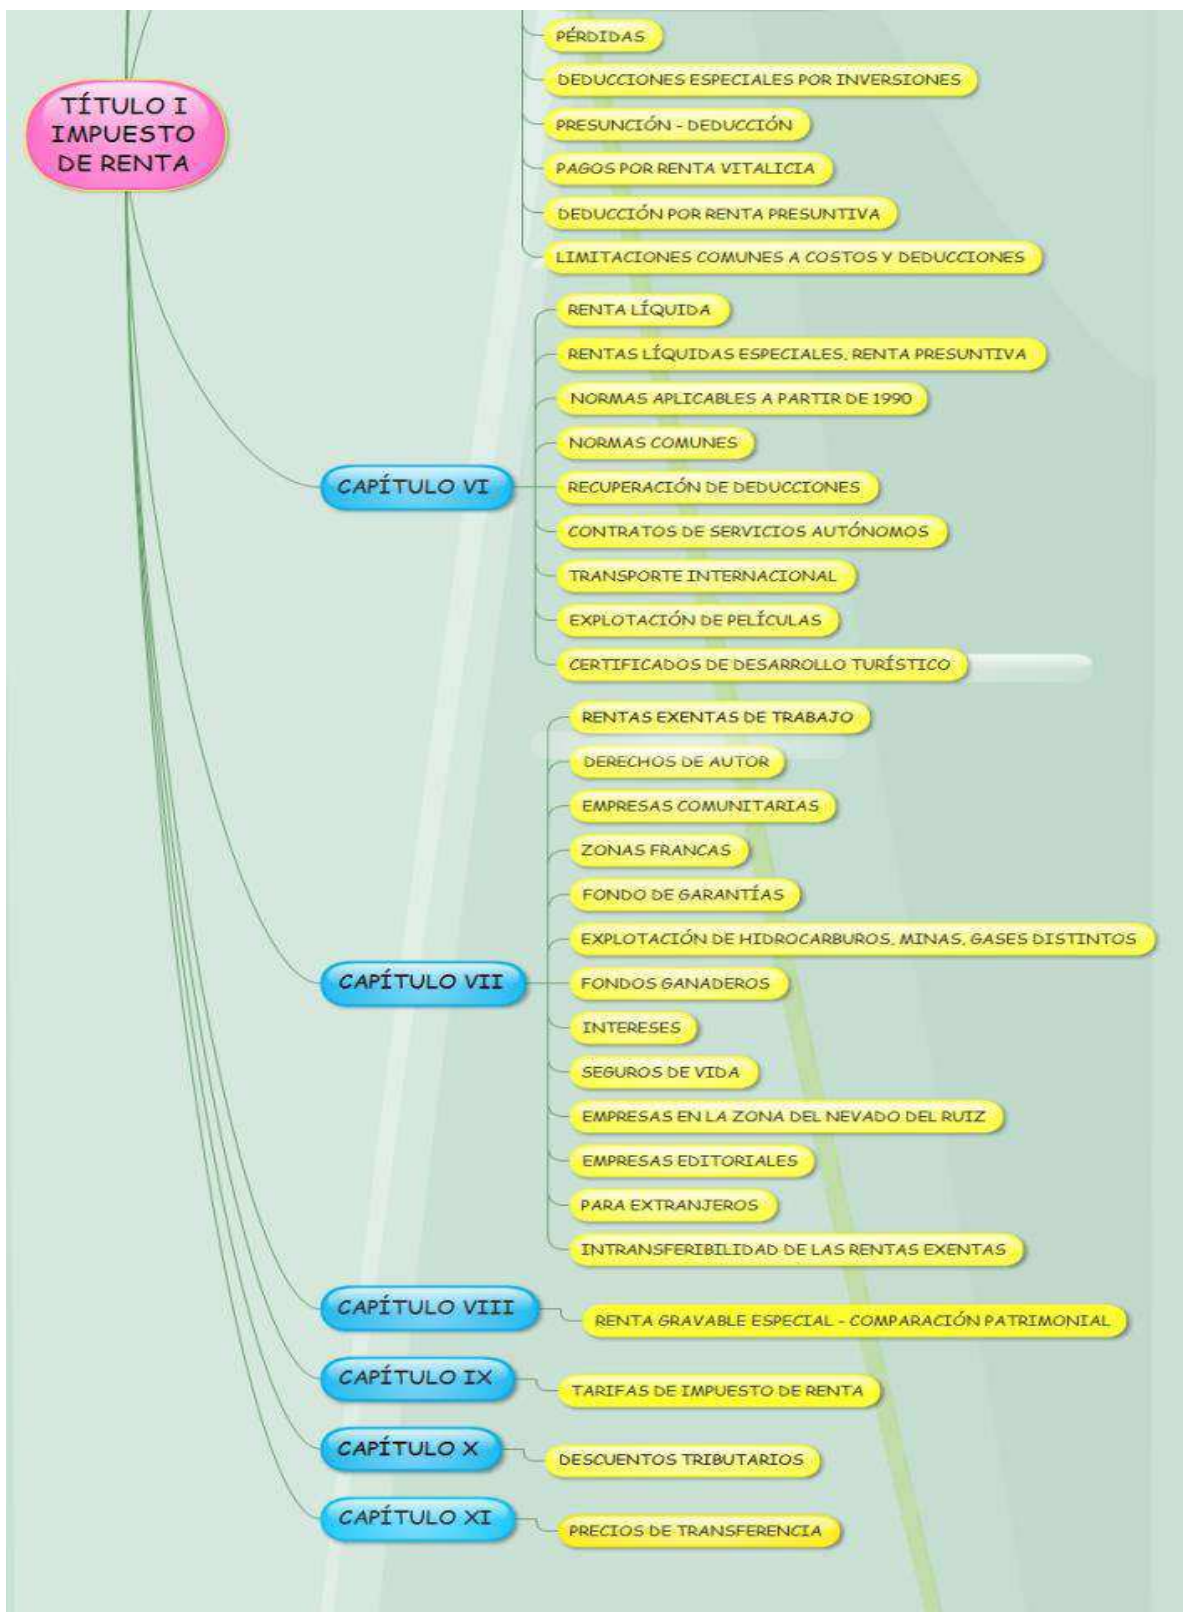 TÍTULO I
IMPUESTO
DE RENTA
PÉRDIDAS
DEDUCCIONES ESPECIALES POR INVERSIONES
PRESUNCIÓN - DEDUCCIÓN
PAGOS POR RENTA VITALICIA
DEDUCCIÓN POR RENTA PRESUNTIVA
LIMITACIONES COMUNES A COSTOS Y DEDUCCIONES
CAPÍTULO VI
RENTA LÍQUIDA
RENTAS LÍQUIDAS ESPECIALES, RENTA PRESUNTIVA
NORMAS APLICABLES A PARTIR DE 1990
NORMAS COMUNES
RECUPERACIÓN DE DEDUCCIONES
CONTRATOS DE SERVICIOS AUTÓNOMOS
TRANSPORTE INTERNACIONAL
EXPLOTACIÓN DE PELÍCULAS
CERTIFICADOS DE DESARROLLO TURÍSTICO
CAPÍTULO VII
RENTAS EXENTAS DE TRABAJO
DERECHOS DE AUTOR
EMPRESAS COMUNITARIAS
ZONAS FRANCAS
FONDO DE GARANTÍAS
EXPLOTACIÓN DE HIDROCARBUROS, MINAS, GASES DISTINTOS
FONDOS GANADEROS
INTERESES
SEGUROS DE VIDA
EMPRESAS EN LA ZONA DEL NEVADO DEL RUIZ
EMPRESAS EDITORIALES
PARA EXTRANJEROS
INTRANSFERIBILIDAD DE LAS RENTAS EXENTAS
CAPÍTULO VIII
RENTA GRAVABLE ESPECIAL - COMPARACIÓN PATRIMONIAL
CAPÍTULO IX
TARIFAS DE IMPUESTO DE RENTA
CAPÍTULO X
DESCUENTOS TRIBUTARIOS
CAPÍTULO XI
PRECIOS DE TRANSFERENCIA